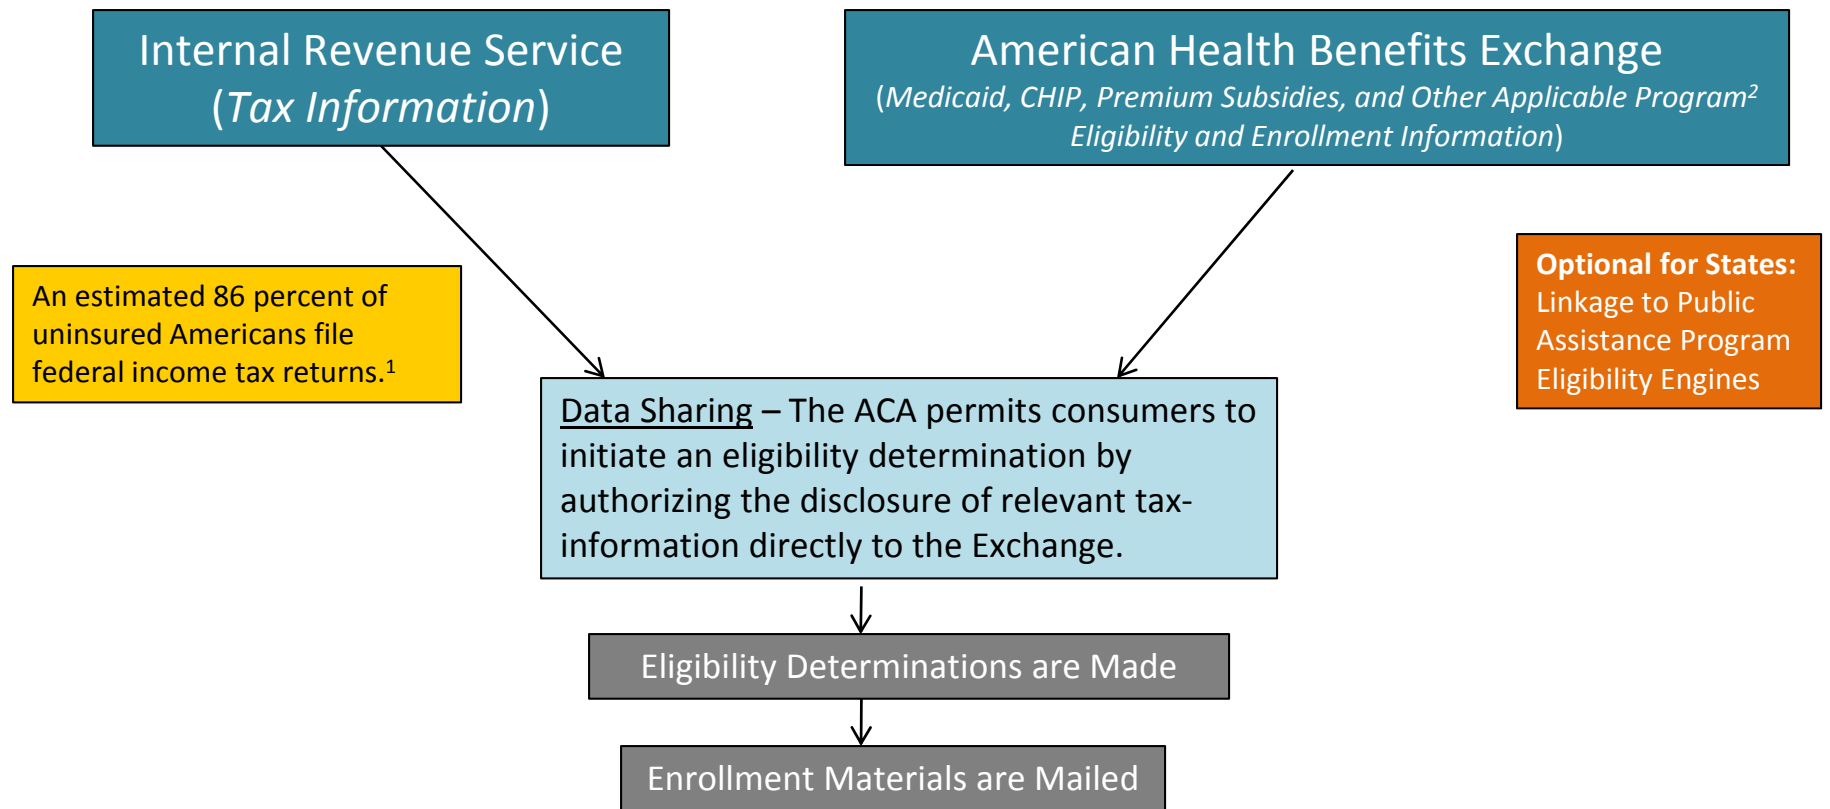 Internal Revenue Service
(Tax Information)
American Health Benefits Exchange
(Medicaid, CHIP, Premium Subsidies, and Other Applicable Program²
Eligibility and Enrollment Information)
An estimated 86 percent of
uninsured Americans file
federal income tax returns.¹
Optional for States:
Linkage to Public
Assistance Program
Eligibility Engines
Data Sharing – The ACA permits consumers to
initiate an eligibility determination by
authorizing the disclosure of relevant tax-
information directly to the Exchange.
Eligibility Determinations are Made
Enrollment Materials are Mailed